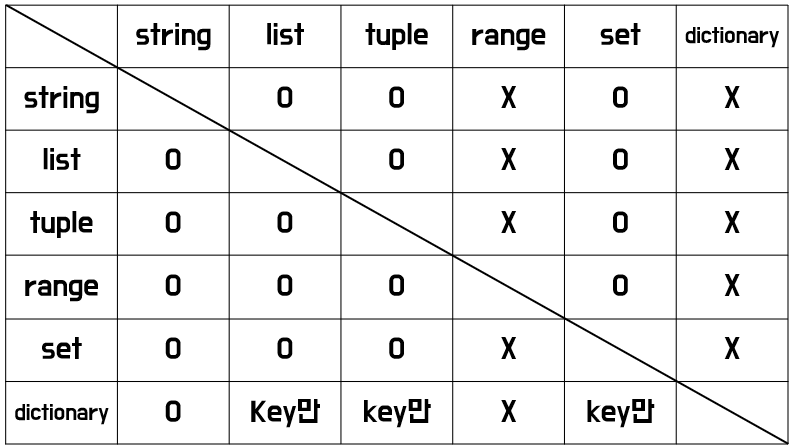 string list tuple range set dictionary
string O O X O X
list O O X O X
tuple O O X O X
range O O O O X
set O O O X X
dictionary O Key만 key만 X key만